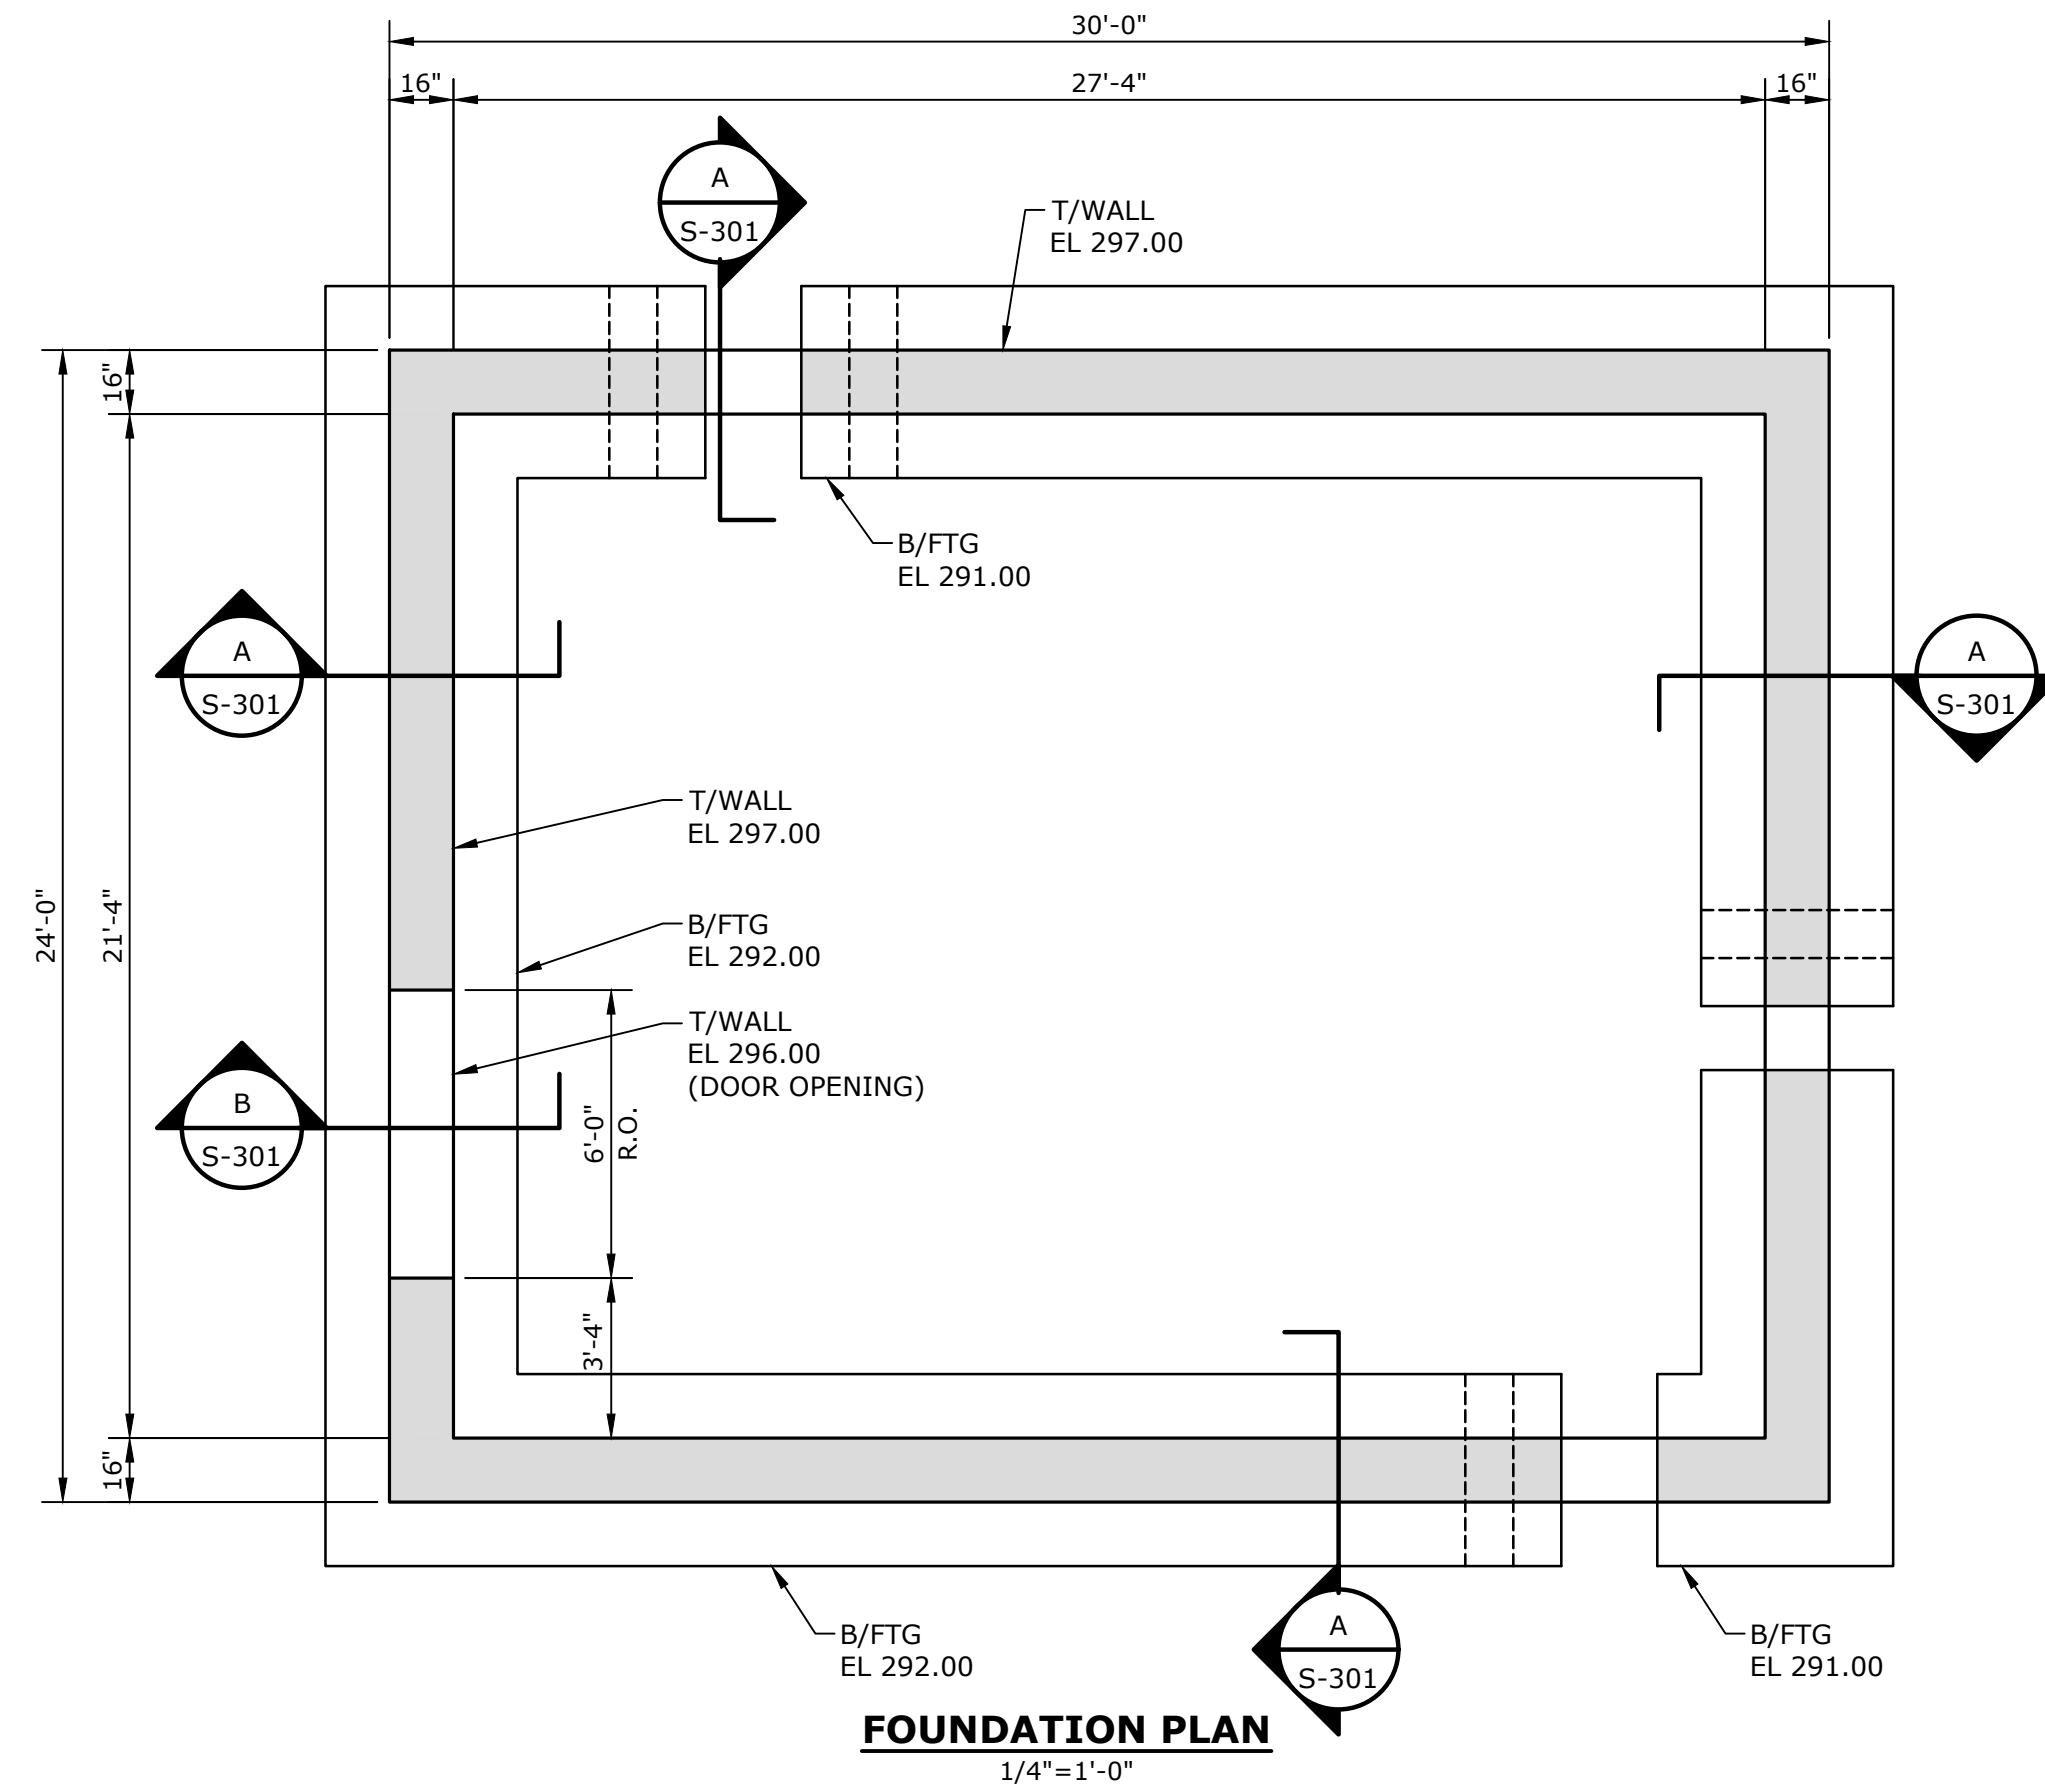 30'-0"
16"
27'-4"
16"
A
S-301
T/WALL
EL 297.00
16"
B/FTG
EL 291.00
A
S-301
A
S-301
T/WALL
EL 297.00
24'-0"
21'-4"
B/FTG
EL 292.00
T/WALL
EL 296.00
(DOOR OPENING)
B
S-301
6'-0"
R.O.
3'-4"
16"
B/FTG
EL 292.00
A
S-301
B/FTG
EL 291.00
FOUNDATION PLAN
1/4"=1'-0"